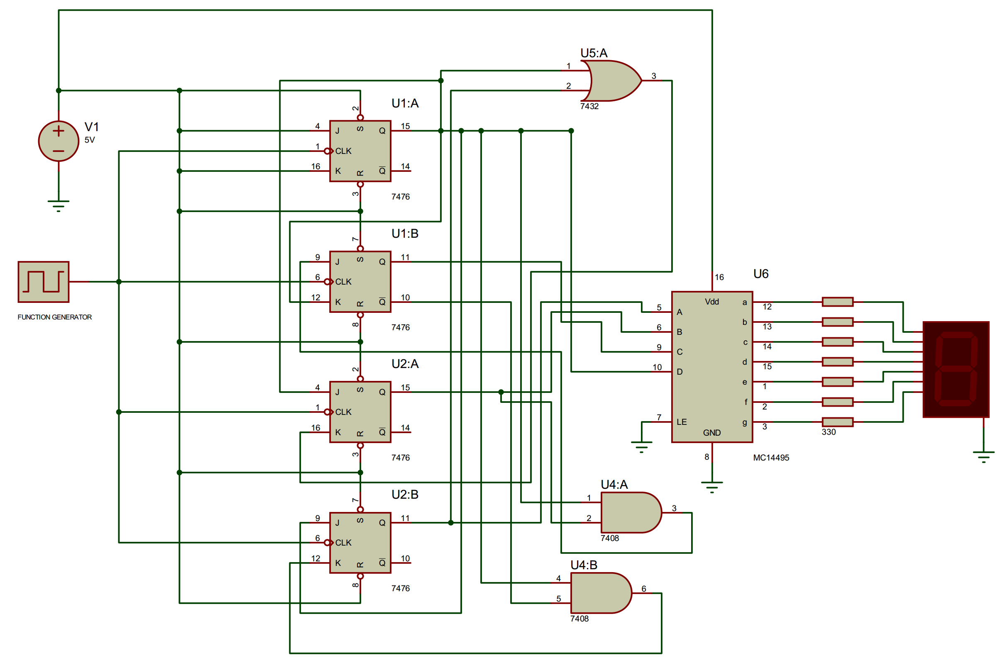 U5:A
1
2
3
7432
V1
5V
U1:A
2
4 J S Q 15
1 CLK
16 K R Q 14
3
7476
U1:B
7
9 J S Q 11
6 CLK
12 K R Q 10
8
7476
FUNCTION GENERATOR
U2:A
2
4 J S Q 15
1 CLK
16 K R Q 14
3
7476
U2:B
7
9 J S Q 11
6 CLK
12 K R Q 10
8
7476
U6
16
Vdd
5 A a 12
6 B b 13
9 C c 14
10 D d 15
e 1
f 2
7 LE g 3
GND
8
MC14495
330
U4:A
1
2
3
7408
U4:B
4
5
6
7408